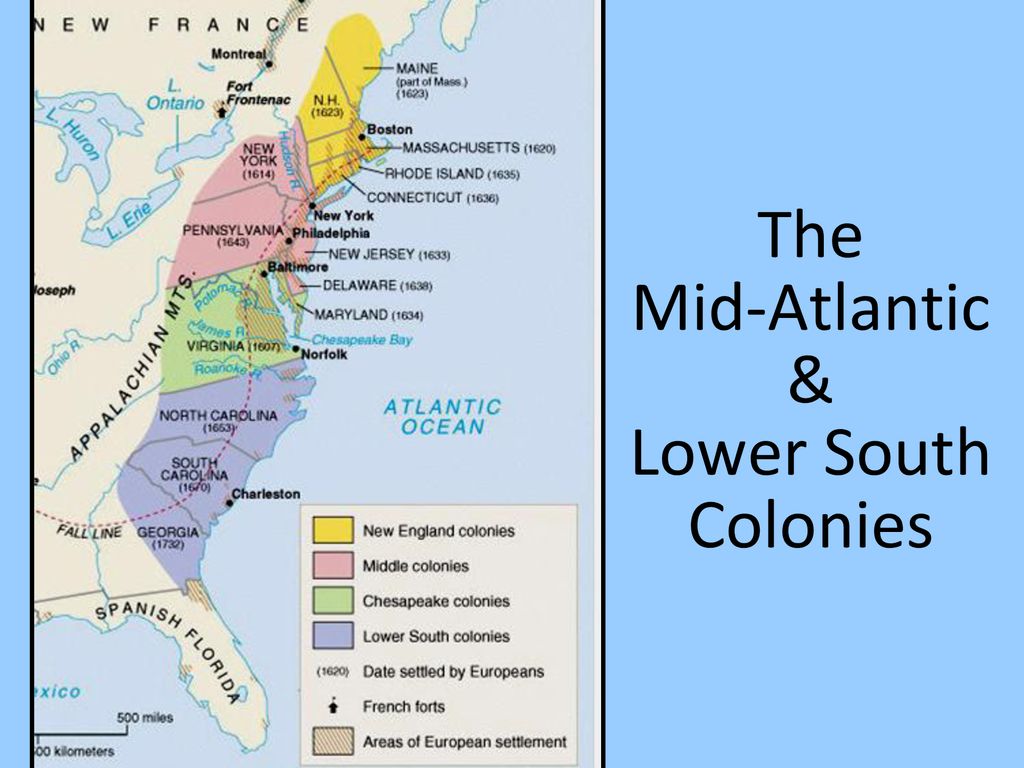 NEW FRANCE
Montreal
MAINE
(part of Mass.)
(1623)
L.
Ontario
Fort
Frontenac
N.H.
(1623)
L. Huron
Boston
MASSACHUSETTS (1620)
NEW
YORK
(1614)
Hudson R.
RHODE ISLAND (1635)
CONNECTICUT (1636)
L. Erie
New York
PENNSYLVANIA
(1643)
Philadelphia
NEW JERSEY (1633)
Baltimore
DELAWARE (1638)
Joseph
Potomac
MARYLAND (1634)
James R.
Chesapeake Bay
VIRGINIA (1607)
Norfolk
Ohio R.
Roanoke R.
APPALACHIAN MTS.
ATLANTIC
OCEAN
NORTH CAROLINA
(1653)
SOUTH
CAROLINA
(1670)
Charleston
FALL LINE
GEORGIA
(1732)
SPANISH FLORIDA
exico
500 miles
500 kilometers
New England colonies
Middle colonies
Chesapeake colonies
Lower South colonies
(1620) Date settled by Europeans
French forts
Areas of European settlement
The
Mid-Atlantic
&
Lower South
Colonies